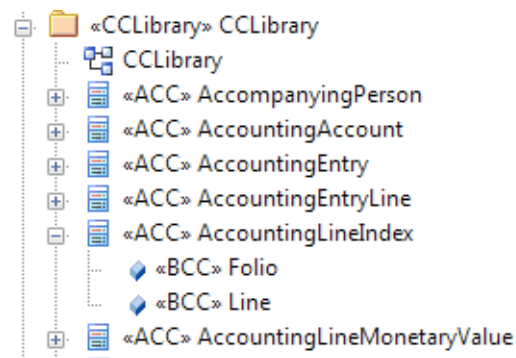 «CCLibrary» CCLibrary
CCLibrary
«ACC» AccompanyingPerson
«ACC» AccountingAccount
«ACC» AccountingEntry
«ACC» AccountingEntryLine
«ACC» AccountingLineIndex
«BCC» Folio
«BCC» Line
«ACC» AccountingLineMonetaryValue